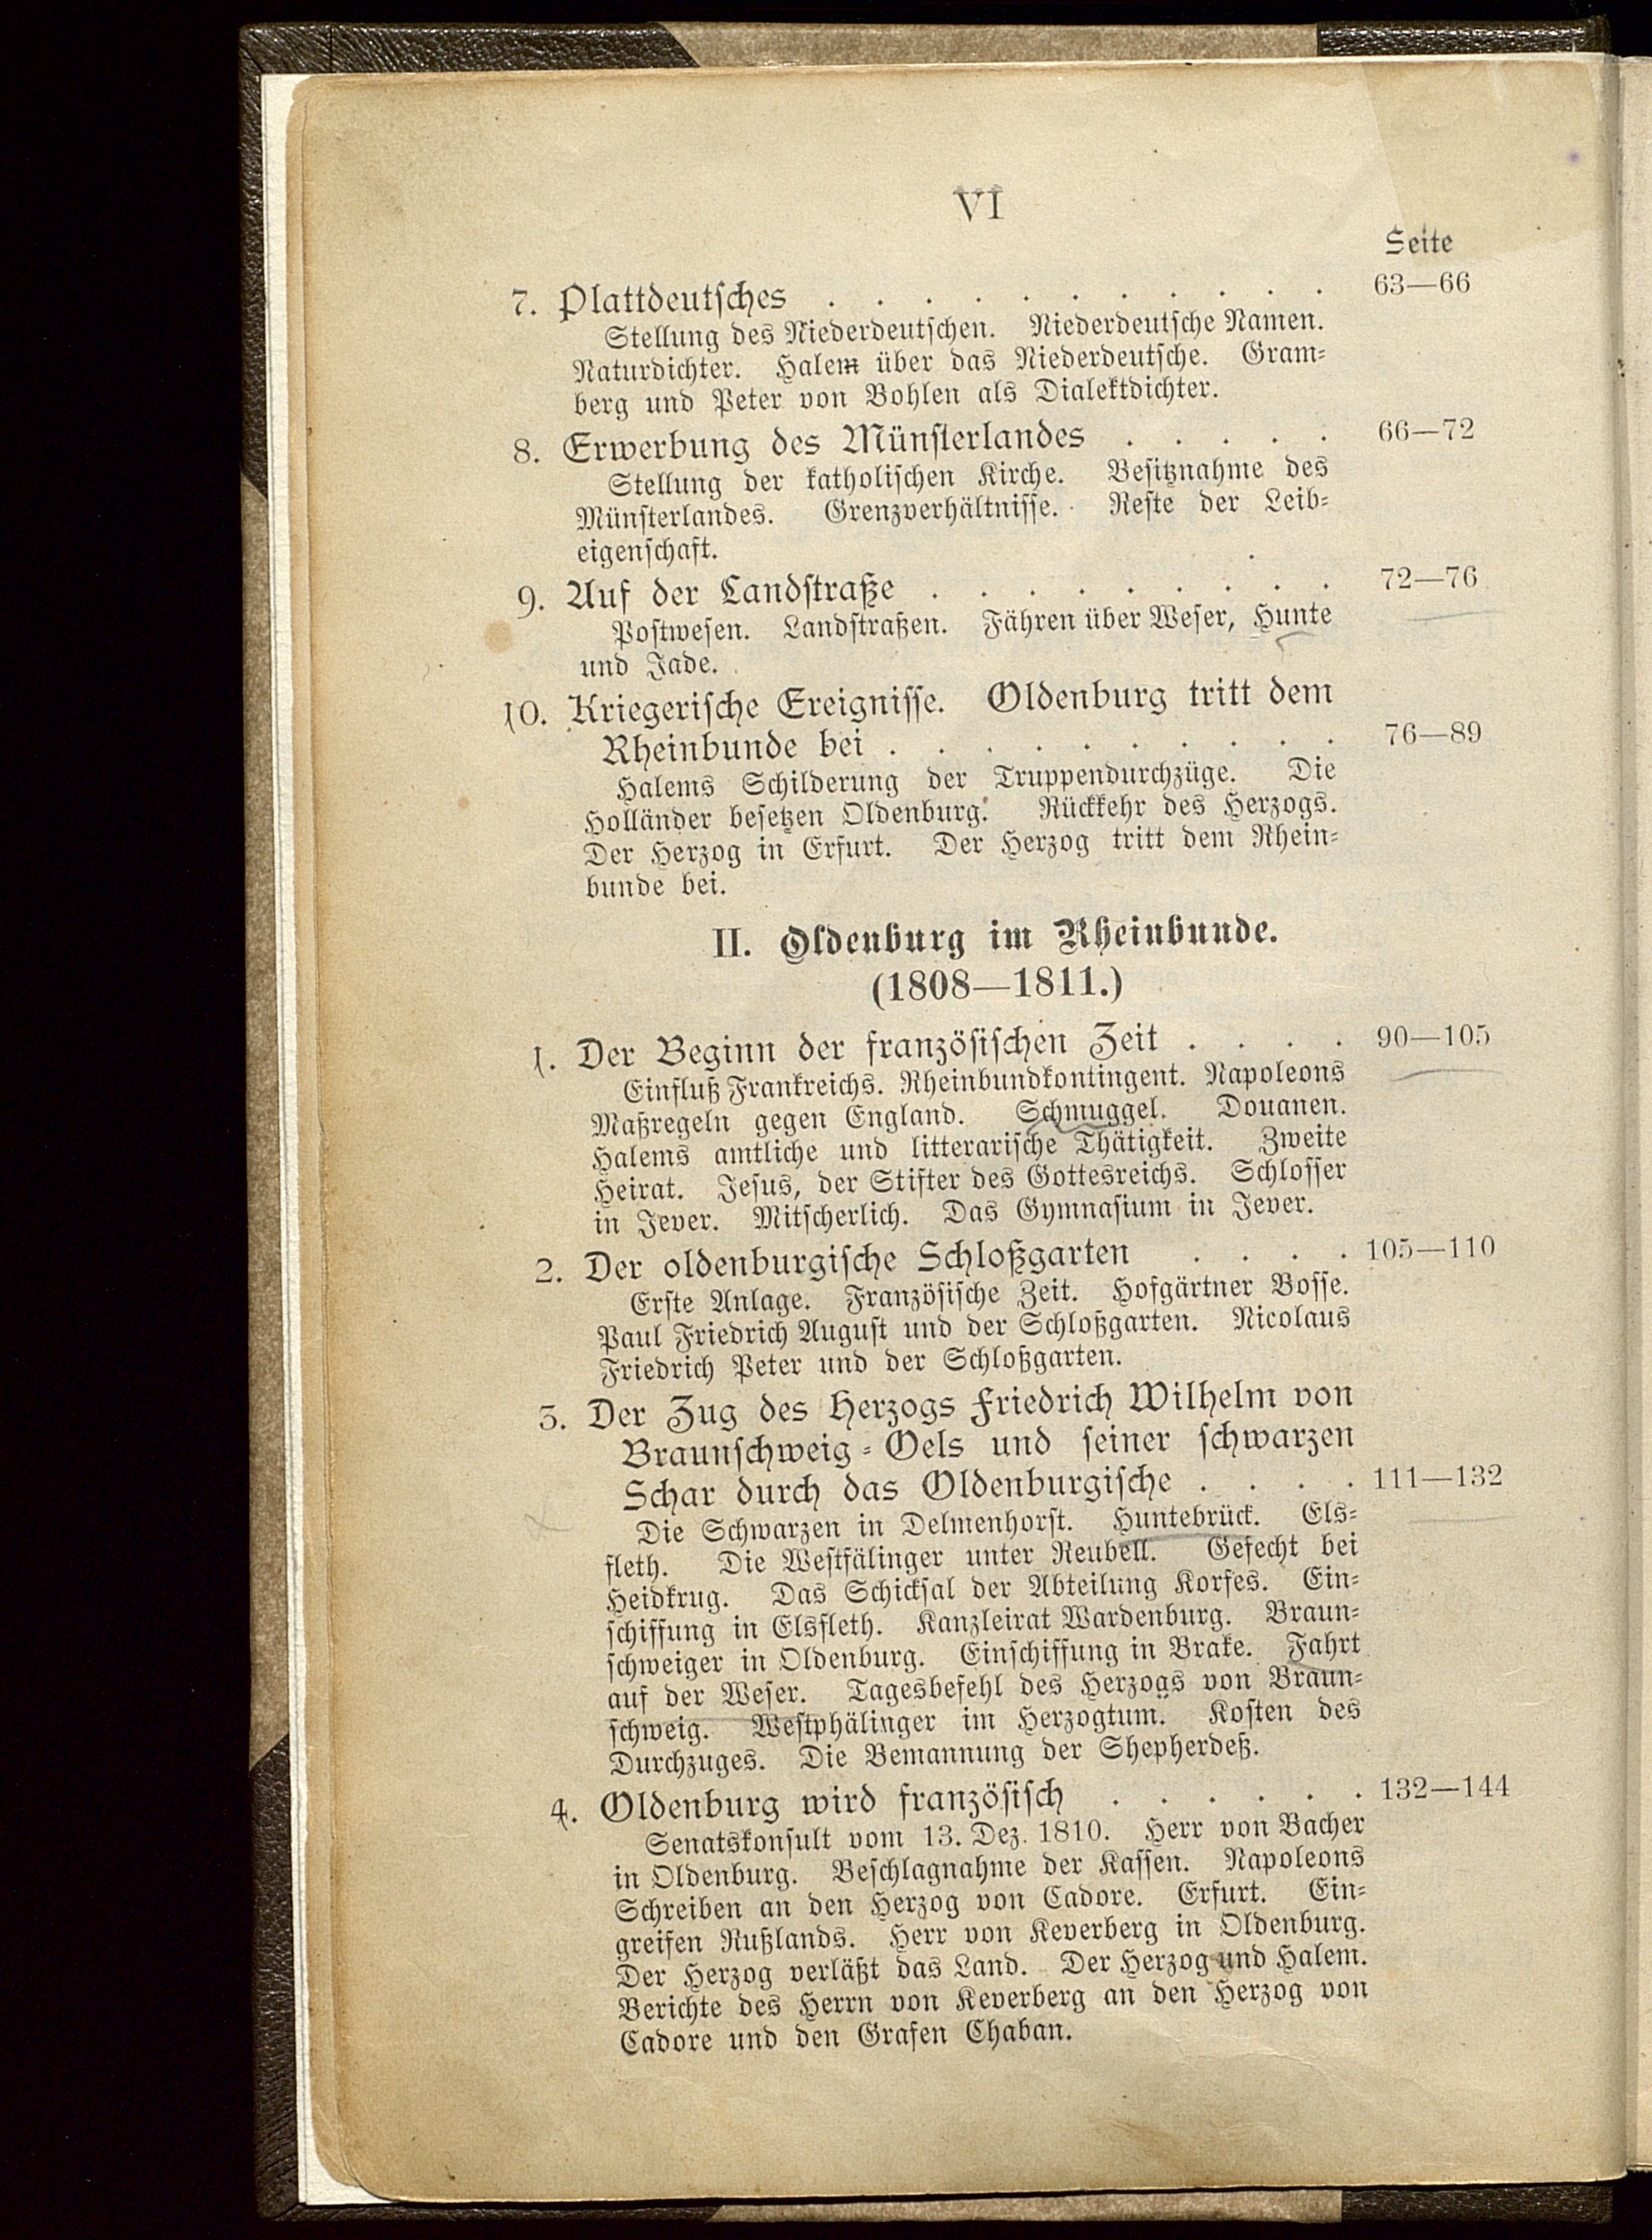 VI
Seite
7. Plattdeutsches . . . . . . . . . . . 63—66
Stellung des Niederdeutschen. Niederdeutsche Namen.
Naturdichter. Halem über das Niederdeutsche. Gram-
berg und Peter von Bohlen als Dialektdichter.
8. Erwerbung des Münsterlandes . . . . . 66—72
Stellung der katholischen Kirche. Besitznahme des
Münsterlandes. Grenzverhältnisse. Reste der Leib-
eigenschaft.
9. Auf der Landstraße . . . . . . . . . 72—76
Postwesen. Landstraßen. Fähren über Weser, Hunte
und Jade.
10. Kriegerische Ereignisse. Oldenburg tritt dem
Rheinbunde bei . . . . . . . . . . 76—89
Halems Schilderung der Truppendurchzüge. Die
Holländer besetzen Oldenburg. Rückkehr des Herzogs.
Der Herzog in Erfurt. Der Herzog tritt dem Rhein-
bunde bei.
II. Oldenburg im Rheinbunde.
(1808—1811.)
1. Der Beginn der französischen Zeit . . . . 90—105
Einfluß Frankreichs. Rheinbundkontingent. Napoleons
Maßregeln gegen England. Schmuggel. Douanen.
Halems amtliche und litterarische Thätigkeit. Zweite
Heirat. Jesus, der Stifter des Gottesreichs. Schlosser
in Jever. Mitscherlich. Das Gymnasium in Jever.
2. Der oldenburgische Schloßgarten . . . . 105—110
Erste Anlage. Französische Zeit. Hofgärtner Bosse.
Paul Friedrich August und der Schloßgarten. Nicolaus
Friedrich Peter und der Schloßgarten.
3. Der Zug des Herzogs Friedrich Wilhelm von
Braunschweig-Oels und seiner schwarzen
Schar durch das Oldenburgische . . . . 111—132
Die Schwarzen in Delmenhorst. Huntebrück. Els-
fleth. Die Westfälinger unter Reubell. Gefecht bei
Heidkrug. Das Schicksal der Abteilung Korfes. Ein-
schiffung in Elsfleth. Kanzleirat Wardenburg. Braun-
schweiger in Oldenburg. Einschiffung in Brake. Fahrt
auf der Weser. Tagesbefehl des Herzogs von Braun-
schweig. Westphälinger im Herzogtum. Kosten des
Durchzuges. Die Bemannung der Shepherdeß.
4. Oldenburg wird französisch . . . . . . 132—144
Senatskonsult vom 13. Dez. 1810. Herr von Bacher
in Oldenburg. Beschlagnahme der Kassen. Napoleons
Schreiben an den Herzog von Cadore. Erfurt. Ein-
greifen Rußlands. Herr von Keverberg in Oldenburg.
Der Herzog verläßt das Land. Der Herzog und Halem.
Berichte des Herrn von Keverberg an den Herzog von
Cadore und den Grafen Chaban.